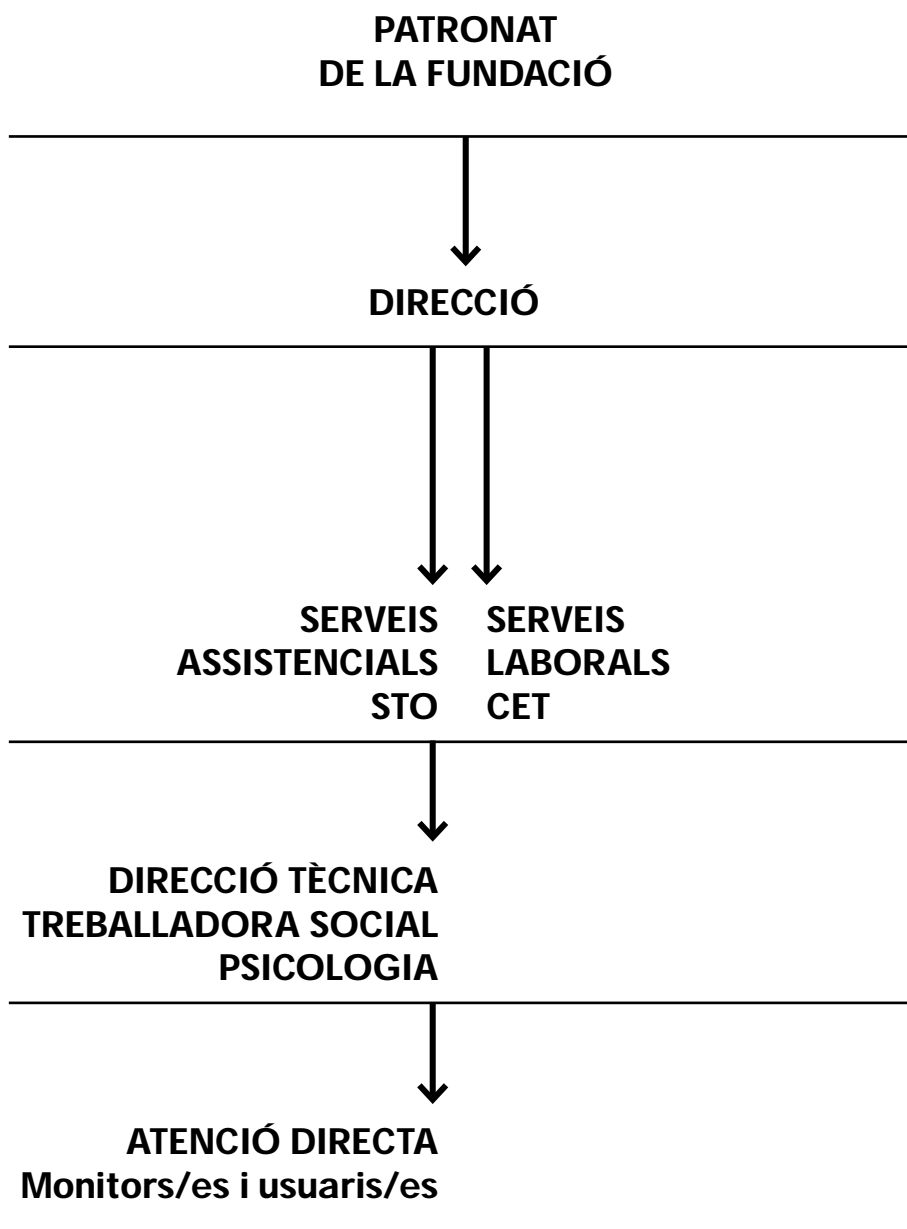 PATRONAT
DE LA FUNDACIÓ
DIRECCIÓ
SERVEIS
ASSISTENCIALS
STO
SERVEIS
LABORALS
CET
DIRECCIÓ TÈCNICA
TREBALLADORA SOCIAL
PSICOLOGIA
ATENCIÓ DIRECTA
Monitors/es i usuaris/es